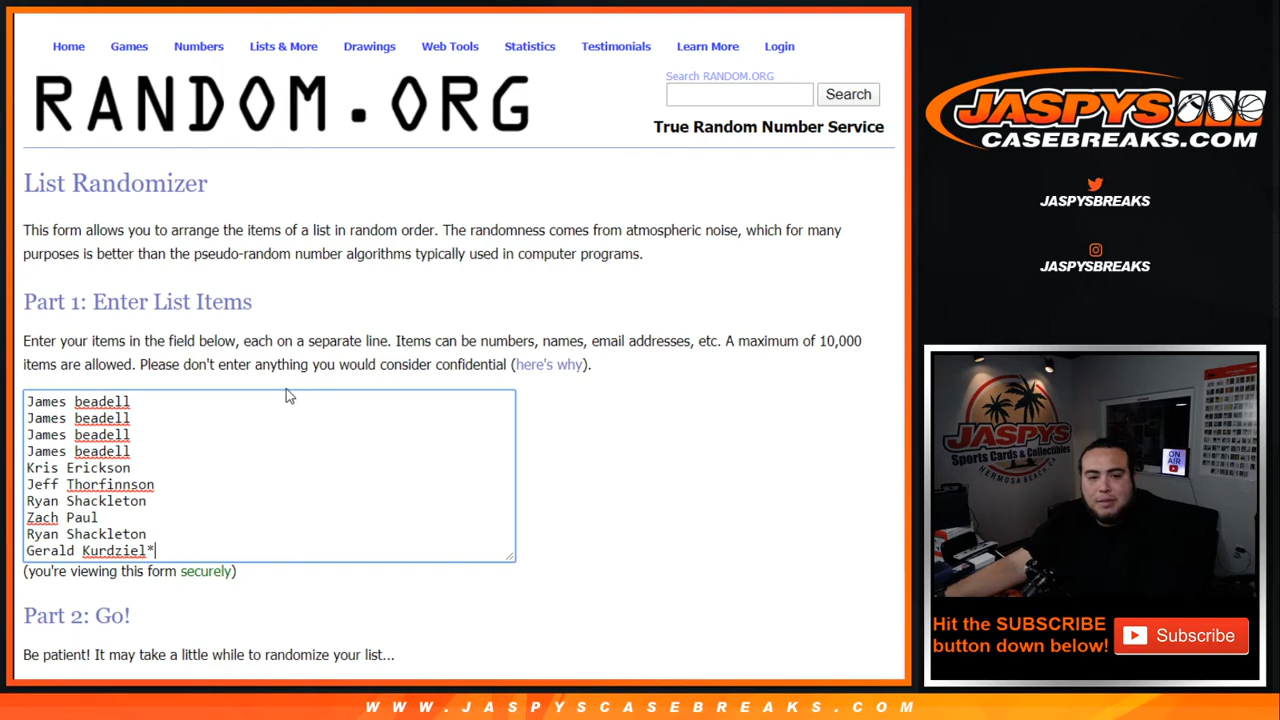 Home Games Numbers Lists & More Drawings Web Tools Statistics Testimonials Learn More Login
RANDOM.ORG
Search RANDOM.ORG
Search
True Random Number Service
List Randomizer
This form allows you to arrange the items of a list in random order. The randomness comes from atmospheric noise, which for many
purposes is better than the pseudo-random number algorithms typically used in computer programs.
Part 1: Enter List Items
Enter your items in the field below, each on a separate line. Items can be numbers, names, email addresses, etc. A maximum of 10,000
items are allowed. Please don't enter anything you would consider confidential (here's why).
James beadell
James beadell
James beadell
James beadell
Kris Erickson
Jeff Thorfinnson
Ryan Shackleton
Zach Paul
Ryan Shackleton
Gerald Kurdziel*
(you're viewing this form securely)
Part 2: Go!
Be patient! It may take a little while to randomize your list...
JASPYS
CASEBREAKS.COM
JASPYSBREAKS
JASPYSBREAKS
JASPYS
Sports Cards & Collectibles
HERMOSA BEACH, CA
ON
AIR
Hit the SUBSCRIBE
button down below!
Subscribe
WWW.JASPYSCASEBREAKS.COM